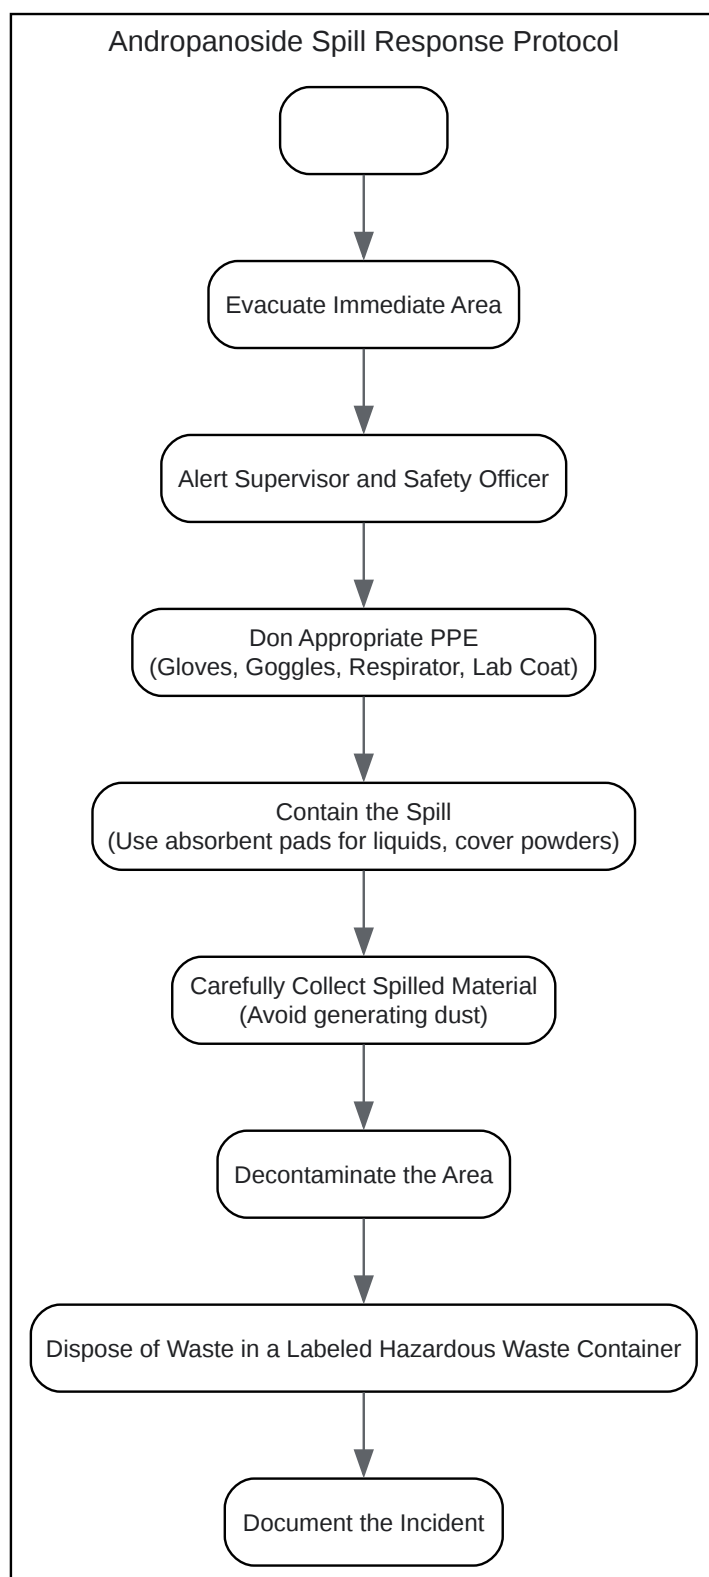 Andropanoside Spill Response Protocol
Evacuate Immediate Area
Alert Supervisor and Safety Officer
Don Appropriate PPE
(Gloves, Goggles, Respirator, Lab Coat)
Contain the Spill
(Use absorbent pads for liquids, cover powders)
Carefully Collect Spilled Material
(Avoid generating dust)
Decontaminate the Area
Dispose of Waste in a Labeled Hazardous Waste Container
Document the Incident